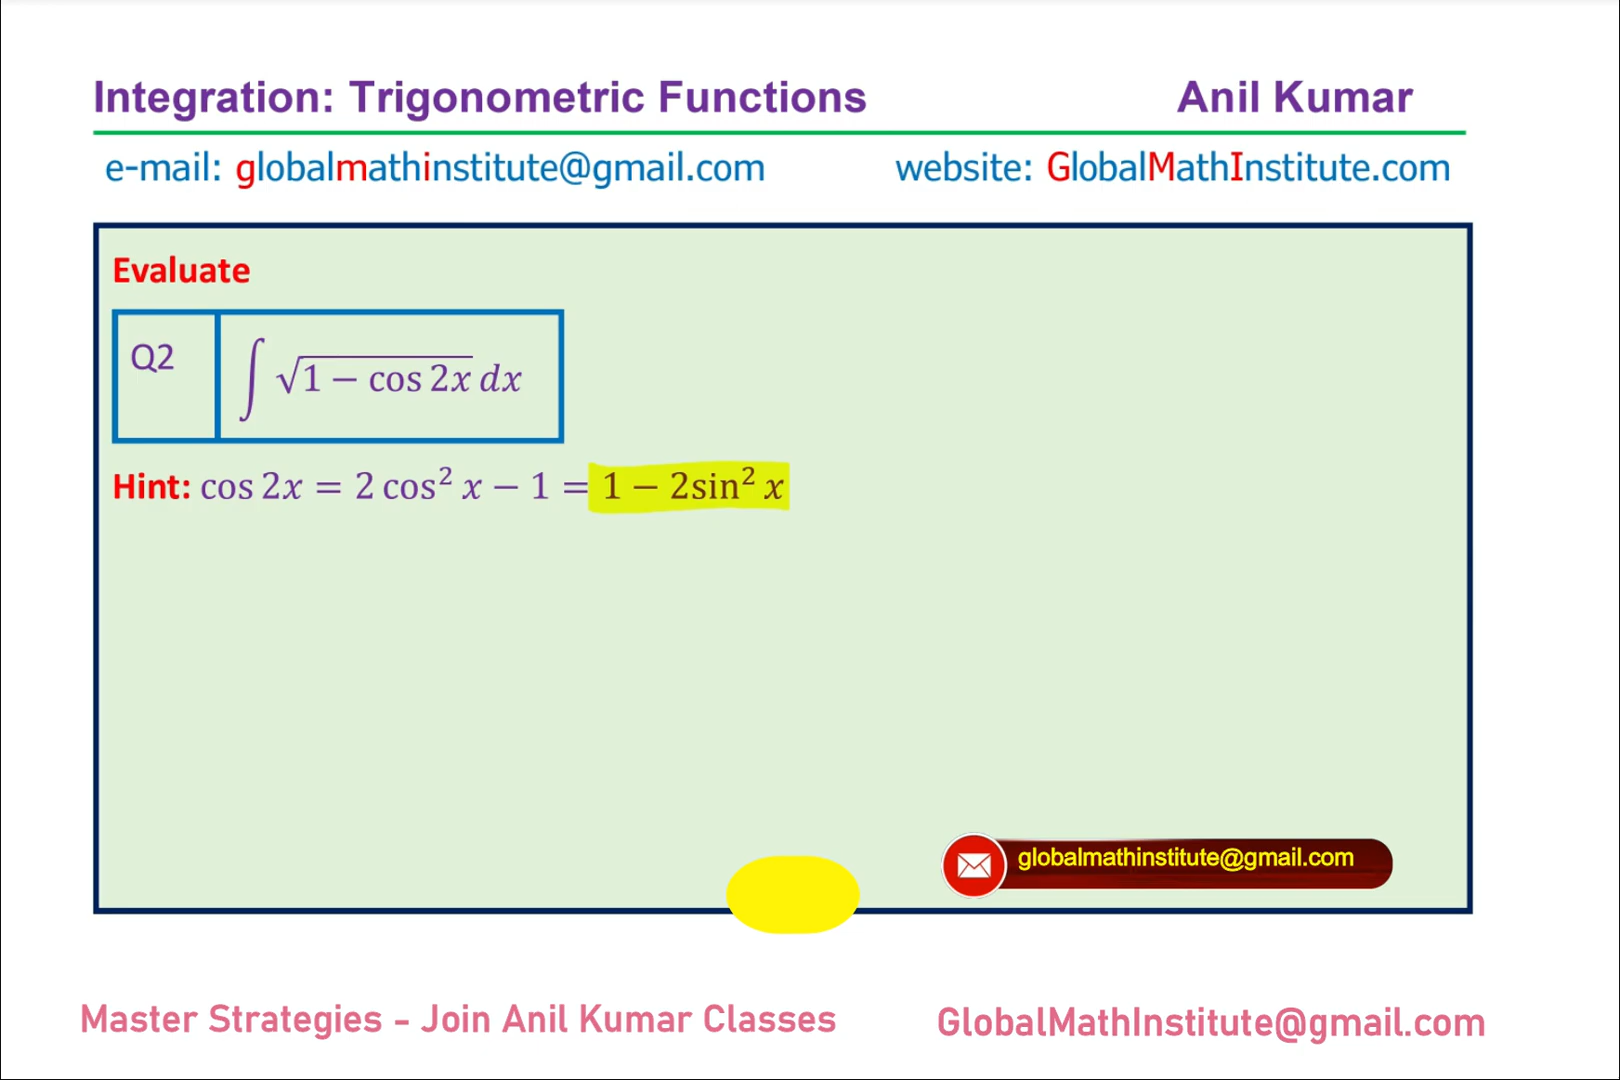 Integration: Trigonometric Functions Anil Kumar
e-mail: globalmathinstitute@gmail.com website: GlobalMathInstitute.com
Evaluate
Q2 ∫ √(1 − cos 2x) dx
Hint: cos 2x = 2 cos² x − 1 = 1 − 2sin² x
globalmathinstitute@gmail.com
Master Strategies - Join Anil Kumar Classes GlobalMathInstitute@gmail.com